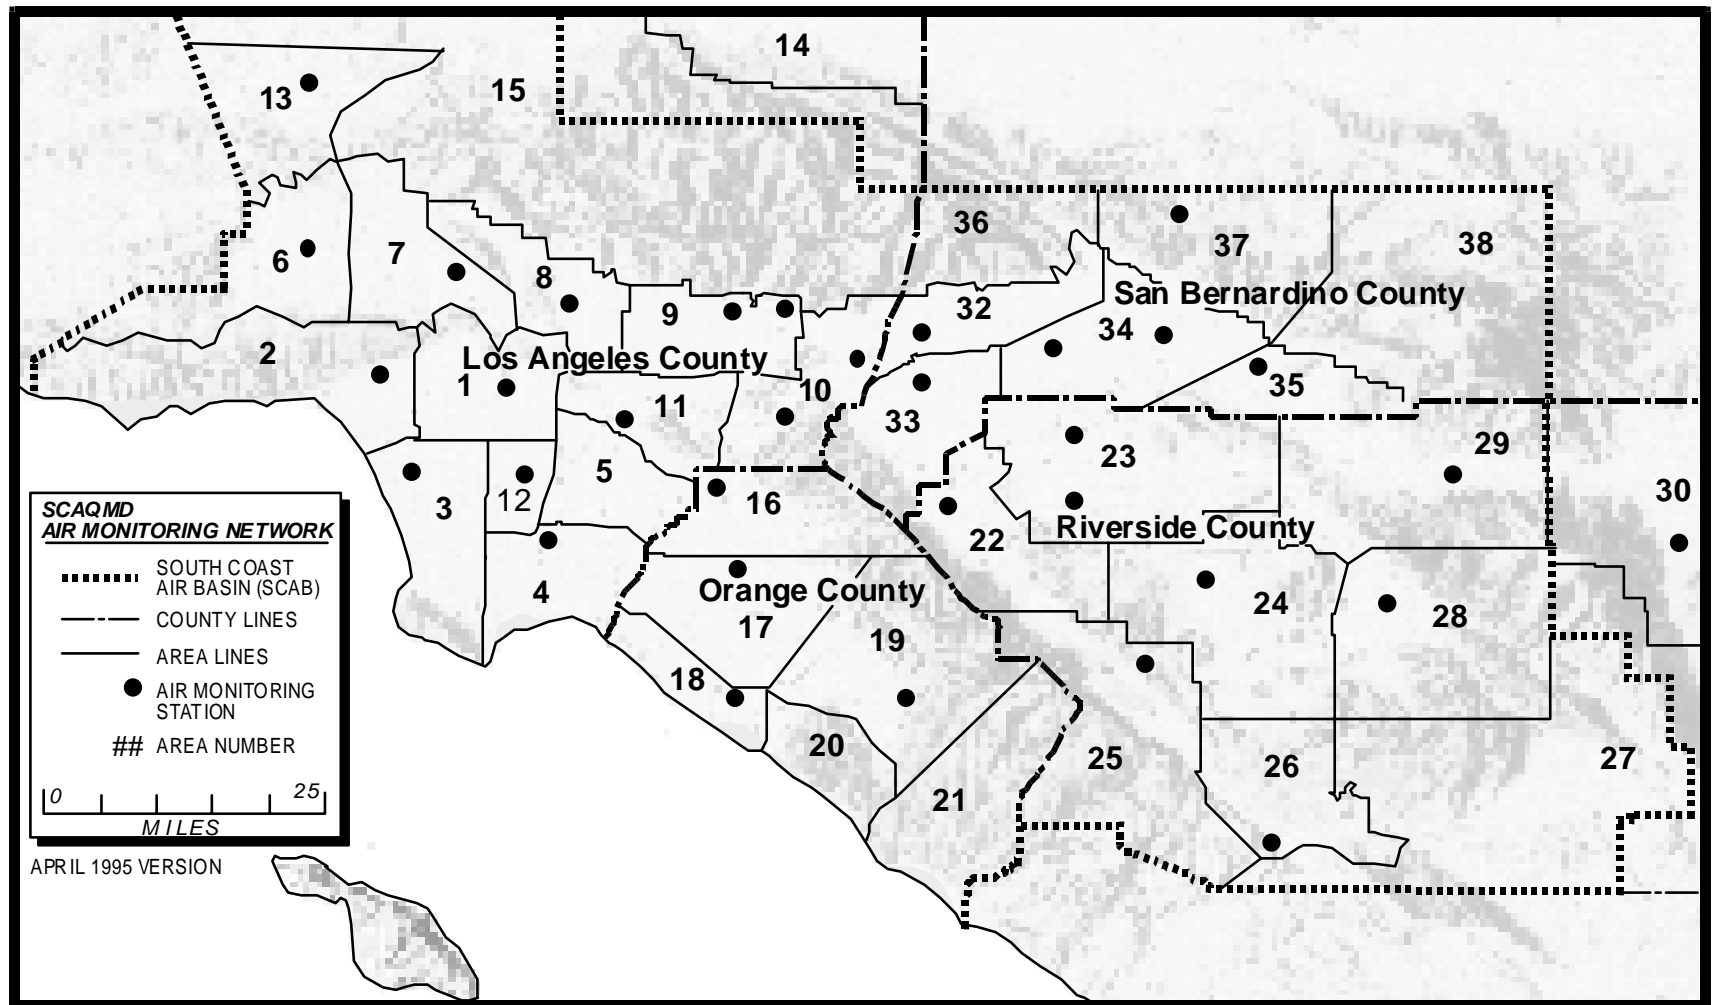 14
15
13
36
37
38
6
7
8
San Bernardino County
9
32
34
2
Los Angeles County
1
10
35
11
33
29
23
5
30
12
3
16
Riverside County
22
SCAQMD
AIR MONITORING NETWORK
SOUTH COAST
AIR BASIN (SCAB)
COUNTY LINES
AREA LINES
AIR MONITORING
STATION
## AREA NUMBER
0 25
MILES
APRIL 1995 VERSION
4
Orange County
24
28
17
19
18
20
25
26
27
21